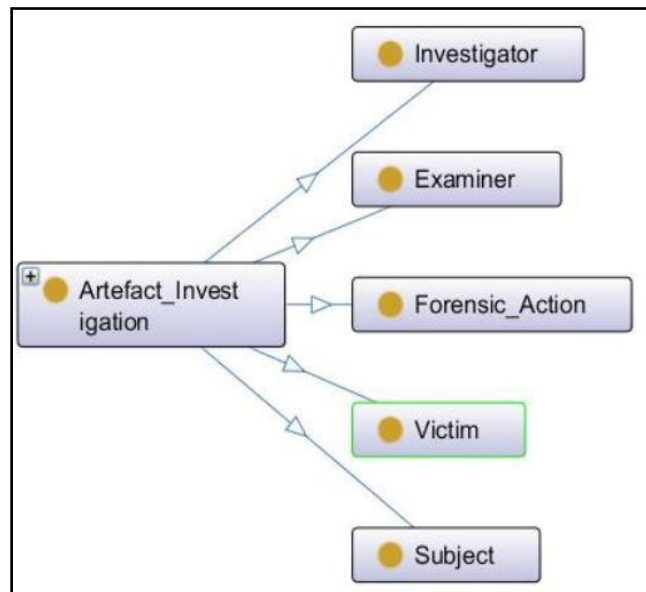 Investigator
Examiner
Artefact_Invest
igation
Forensic_Action
Victim
Subject